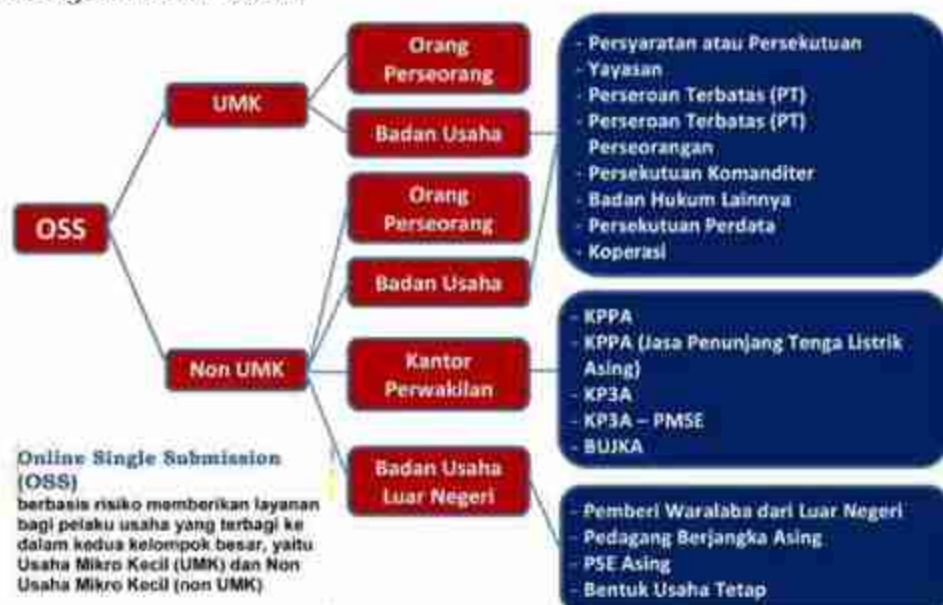 OSS
UMK
Non UMK
Orang
Perseorang
Badan Usaha
Orang
Perseorang
Badan Usaha
Kantor
Perwakilan
Badan Usaha
Luar Negeri
- Persyaratan atau Persekutuan
- Yayasan
- Perseroan Terbatas (PT)
- Perseroan Terbatas (PT)
Perseorangan
- Persekutuan Komanditer
- Badan Hukum Lainnya
- Persekutuan Perdata
- Koperasi
- KPPA
- KPPA (Jasa Penunjang Tenga Listrik
Asing)
- KP3A
- KP3A – PMSE
- BUJKA
- Pemberi Waralaba dari Luar Negeri
- Pedagang Berjangka Asing
- PSE Asing
- Bentuk Usaha Tetap
Online Single Submission
(OSS)
berbasis risiko memberikan layanan
bagi pelaku usaha yang terbagi ke
dalam kedua kelompok besar, yaitu
Usaha Mikro Kecil (UMK) dan Non
Usaha Mikro Kecil (non UMK)